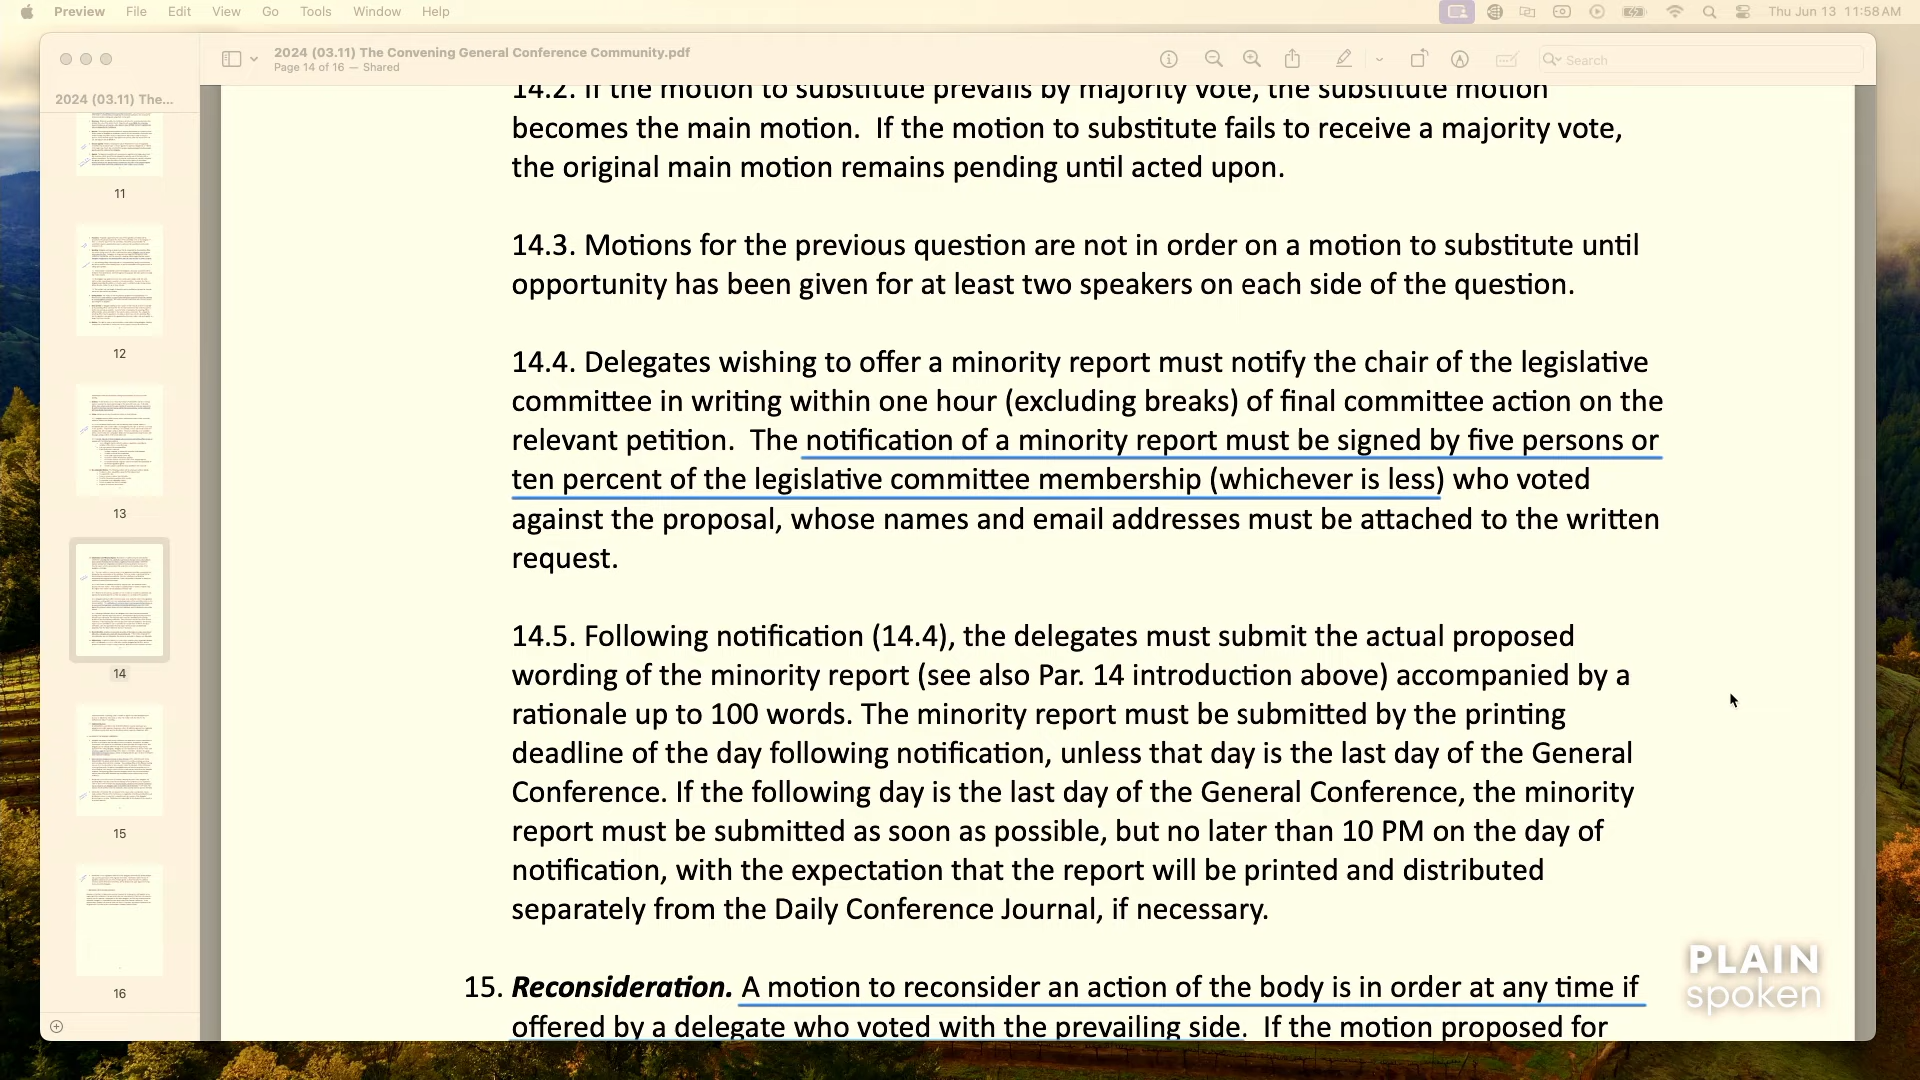 Preview File Edit View Go Tools Window Help
Thu Jun 13 11:58 AM
2024 (03.11) The Convening General Conference Community.pdf
Page 14 of 16 — Shared
Search
2024 (03.11) The...
11
12
13
14
15
16
14.2. If the motion to substitute prevails by majority vote, the substitute motion
becomes the main motion. If the motion to substitute fails to receive a majority vote,
the original main motion remains pending until acted upon.
14.3. Motions for the previous question are not in order on a motion to substitute until
opportunity has been given for at least two speakers on each side of the question.
14.4. Delegates wishing to offer a minority report must notify the chair of the legislative
committee in writing within one hour (excluding breaks) of final committee action on the
relevant petition. The notification of a minority report must be signed by five persons or
ten percent of the legislative committee membership (whichever is less) who voted
against the proposal, whose names and email addresses must be attached to the written
request.
14.5. Following notification (14.4), the delegates must submit the actual proposed
wording of the minority report (see also Par. 14 introduction above) accompanied by a
rationale up to 100 words. The minority report must be submitted by the printing
deadline of the day following notification, unless that day is the last day of the General
Conference. If the following day is the last day of the General Conference, the minority
report must be submitted as soon as possible, but no later than 10 PM on the day of
notification, with the expectation that the report will be printed and distributed
separately from the Daily Conference Journal, if necessary.
15. Reconsideration. A motion to reconsider an action of the body is in order at any time if
offered by a delegate who voted with the prevailing side. If the motion proposed for
PLAIN
spoken